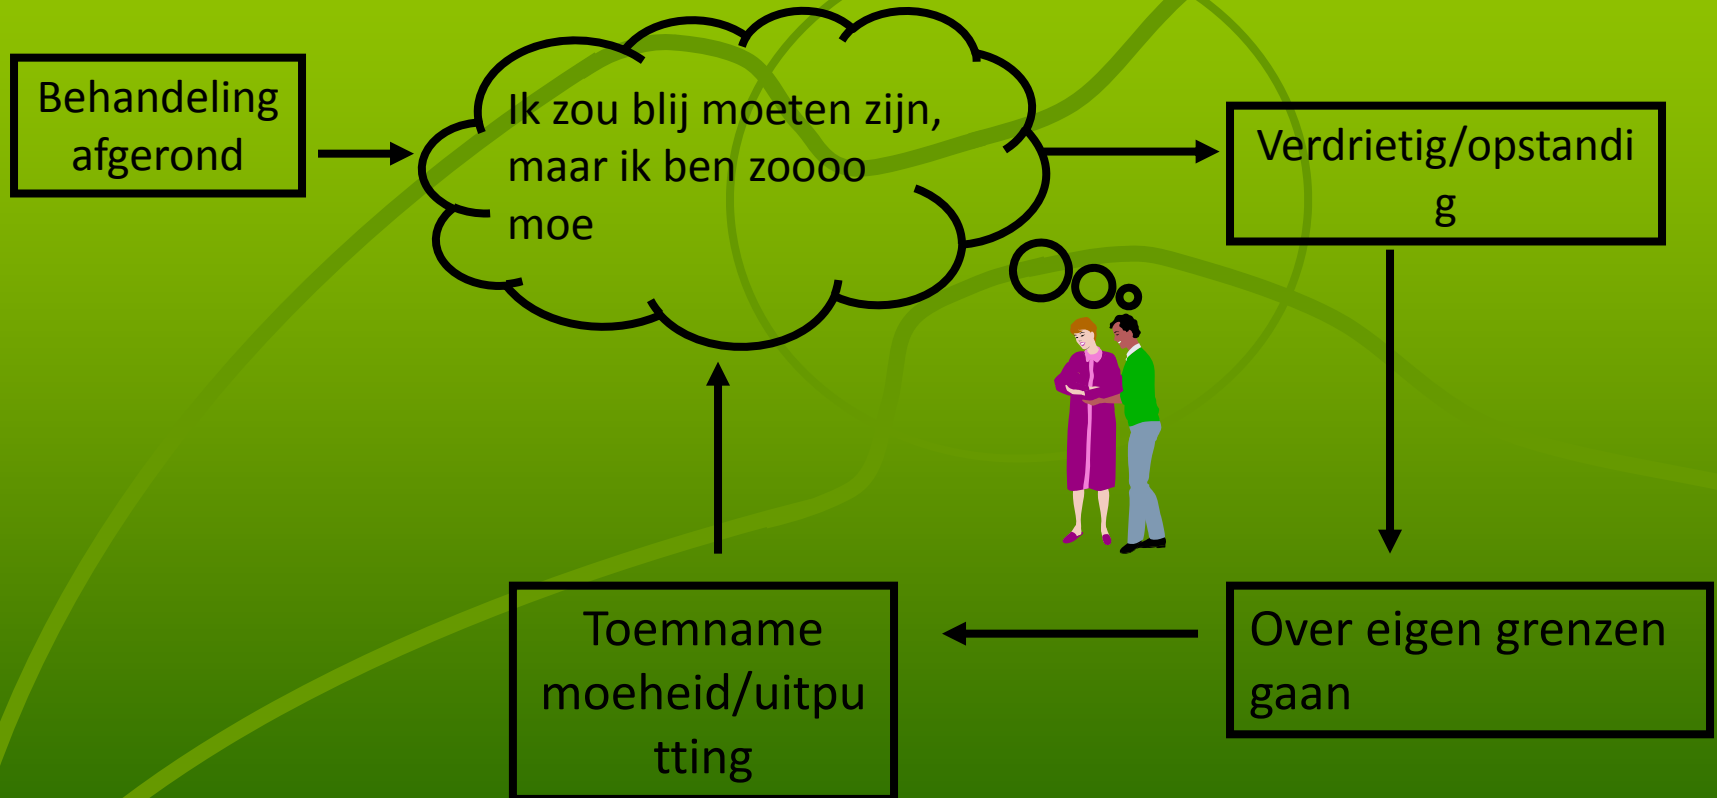 Behandeling
afgerond
Ik zou blij moeten zijn,
maar ik ben zoooo
moe
Verdrietig/opstandi
g
Over eigen grenzen
gaan
Toemname
moeheid/uitpu
tting